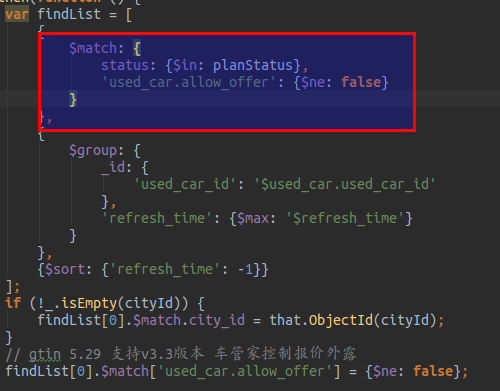 then(function () {
var findList = [
{
$match: {
status: {$in: planStatus},
'used_car.allow_offer': {$ne: false}
}
},
{
$group: {
_id: {
'used_car_id': '$used_car.used_car_id'
},
'refresh_time': {$max: '$refresh_time'}
}
},
{$sort: {'refresh_time': -1}}
];
if (!_.isEmpty(cityId)) {
findList[0].$match.city_id = that.ObjectId(cityId);
}
// gtin 5.29 支持v3.3版本 车管家控制报价外露
findList[0].$match['used_car.allow_offer'] = {$ne: false};